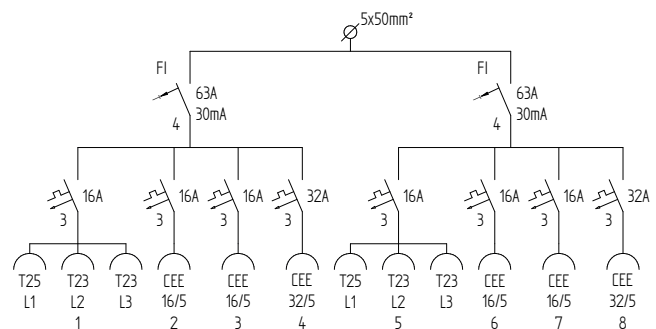 5x50mm²
FI
63A
30mA
4
FI
63A
30mA
4
16A
3
16A
3
16A
3
32A
3
16A
3
16A
3
16A
3
32A
3
T25 T23 T23 CEE CEE CEE T25 T23 T23 CEE CEE CEE
L1 L2 L3 16/5 16/5 32/5 L1 L2 L3 16/5 16/5 32/5
1 2 3 4 5 6 7 8